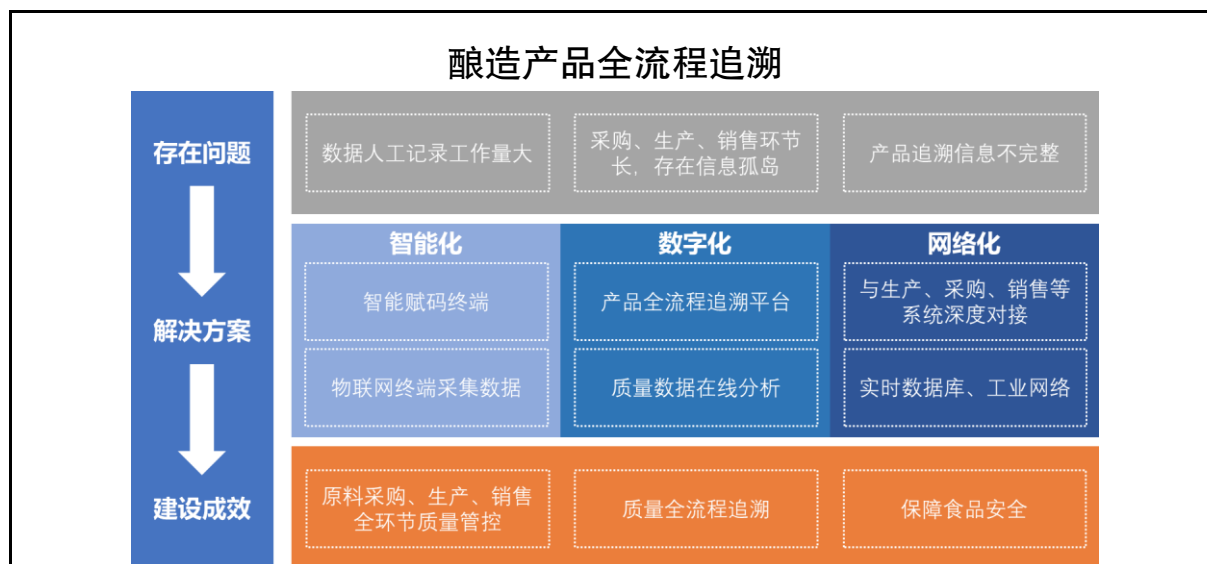 酿造产品全流程追溯
存在问题
数据人工记录工作量大
采购、生产、销售环节
长，存在信息孤岛
产品追溯信息不完整
解决方案
智能化
数字化
网络化
智能赋码终端
产品全流程追溯平台
与生产、采购、销售等
系统深度对接
物联网终端采集数据
质量数据在线分析
实时数据库、工业网络
建设成效
原料采购、生产、销售
全环节质量管控
质量全流程追溯
保障食品安全